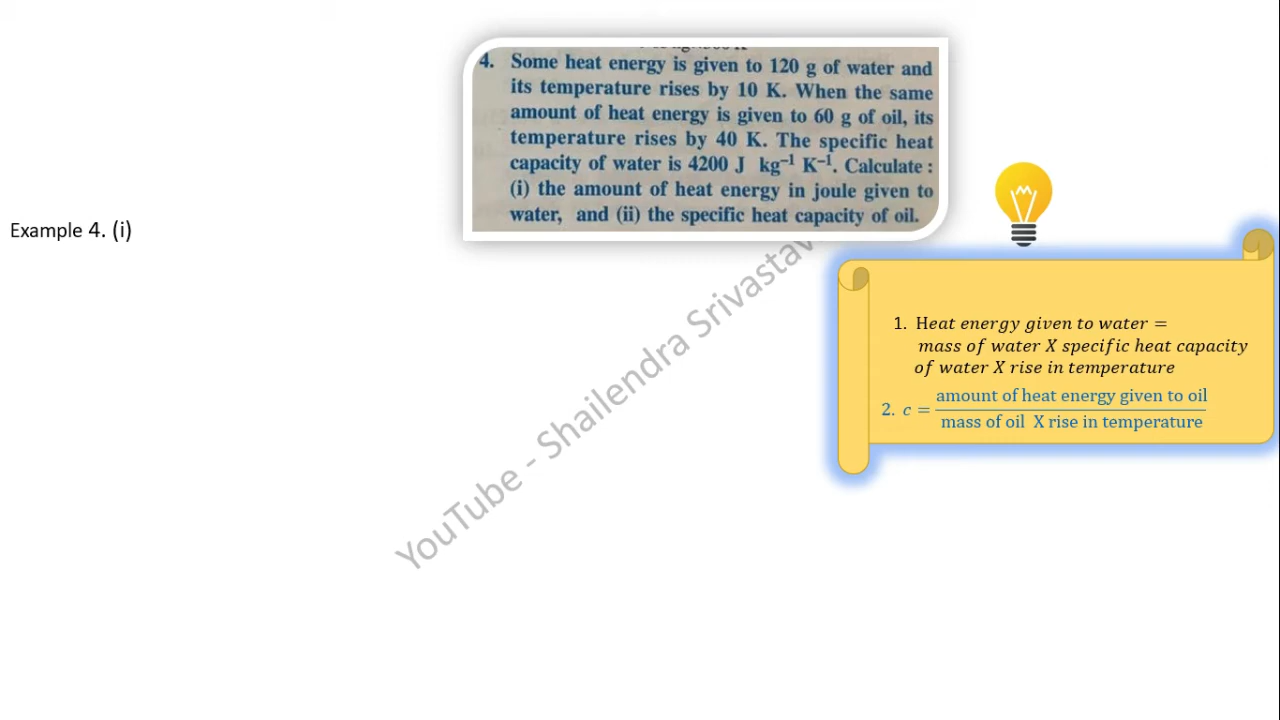 4. Some heat energy is given to 120 g of water and
its temperature rises by 10 K. When the same
amount of heat energy is given to 60 g of oil, its
temperature rises by 40 K. The specific heat
capacity of water is 4200 J kg⁻¹ K⁻¹. Calculate :
(i) the amount of heat energy in joule given to
water, and (ii) the specific heat capacity of oil.
Example 4. (i)
1. Heat energy given to water =
mass of water X specific heat capacity
of water X rise in temperature
2. c = amount of heat energy given to oil
mass of oil X rise in temperature
YouTube - Shailendra Srivastav